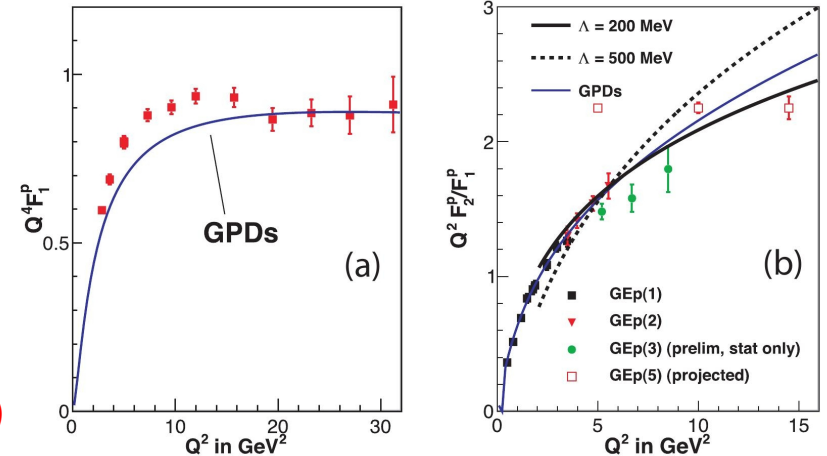 1
0.5
0
0
10
20
30
Q⁴F₁ᵖ
Q² in GeV²
GPDs
(a)
3
2
1
0
0
5
10
15
Q² F₂ᵖ/F₁ᵖ
Q² in GeV²
Λ = 200 MeV
Λ = 500 MeV
GPDs
(b)
GEp(1)
GEp(2)
GEp(3) (prelim, stat only)
GEp(5) (projected)